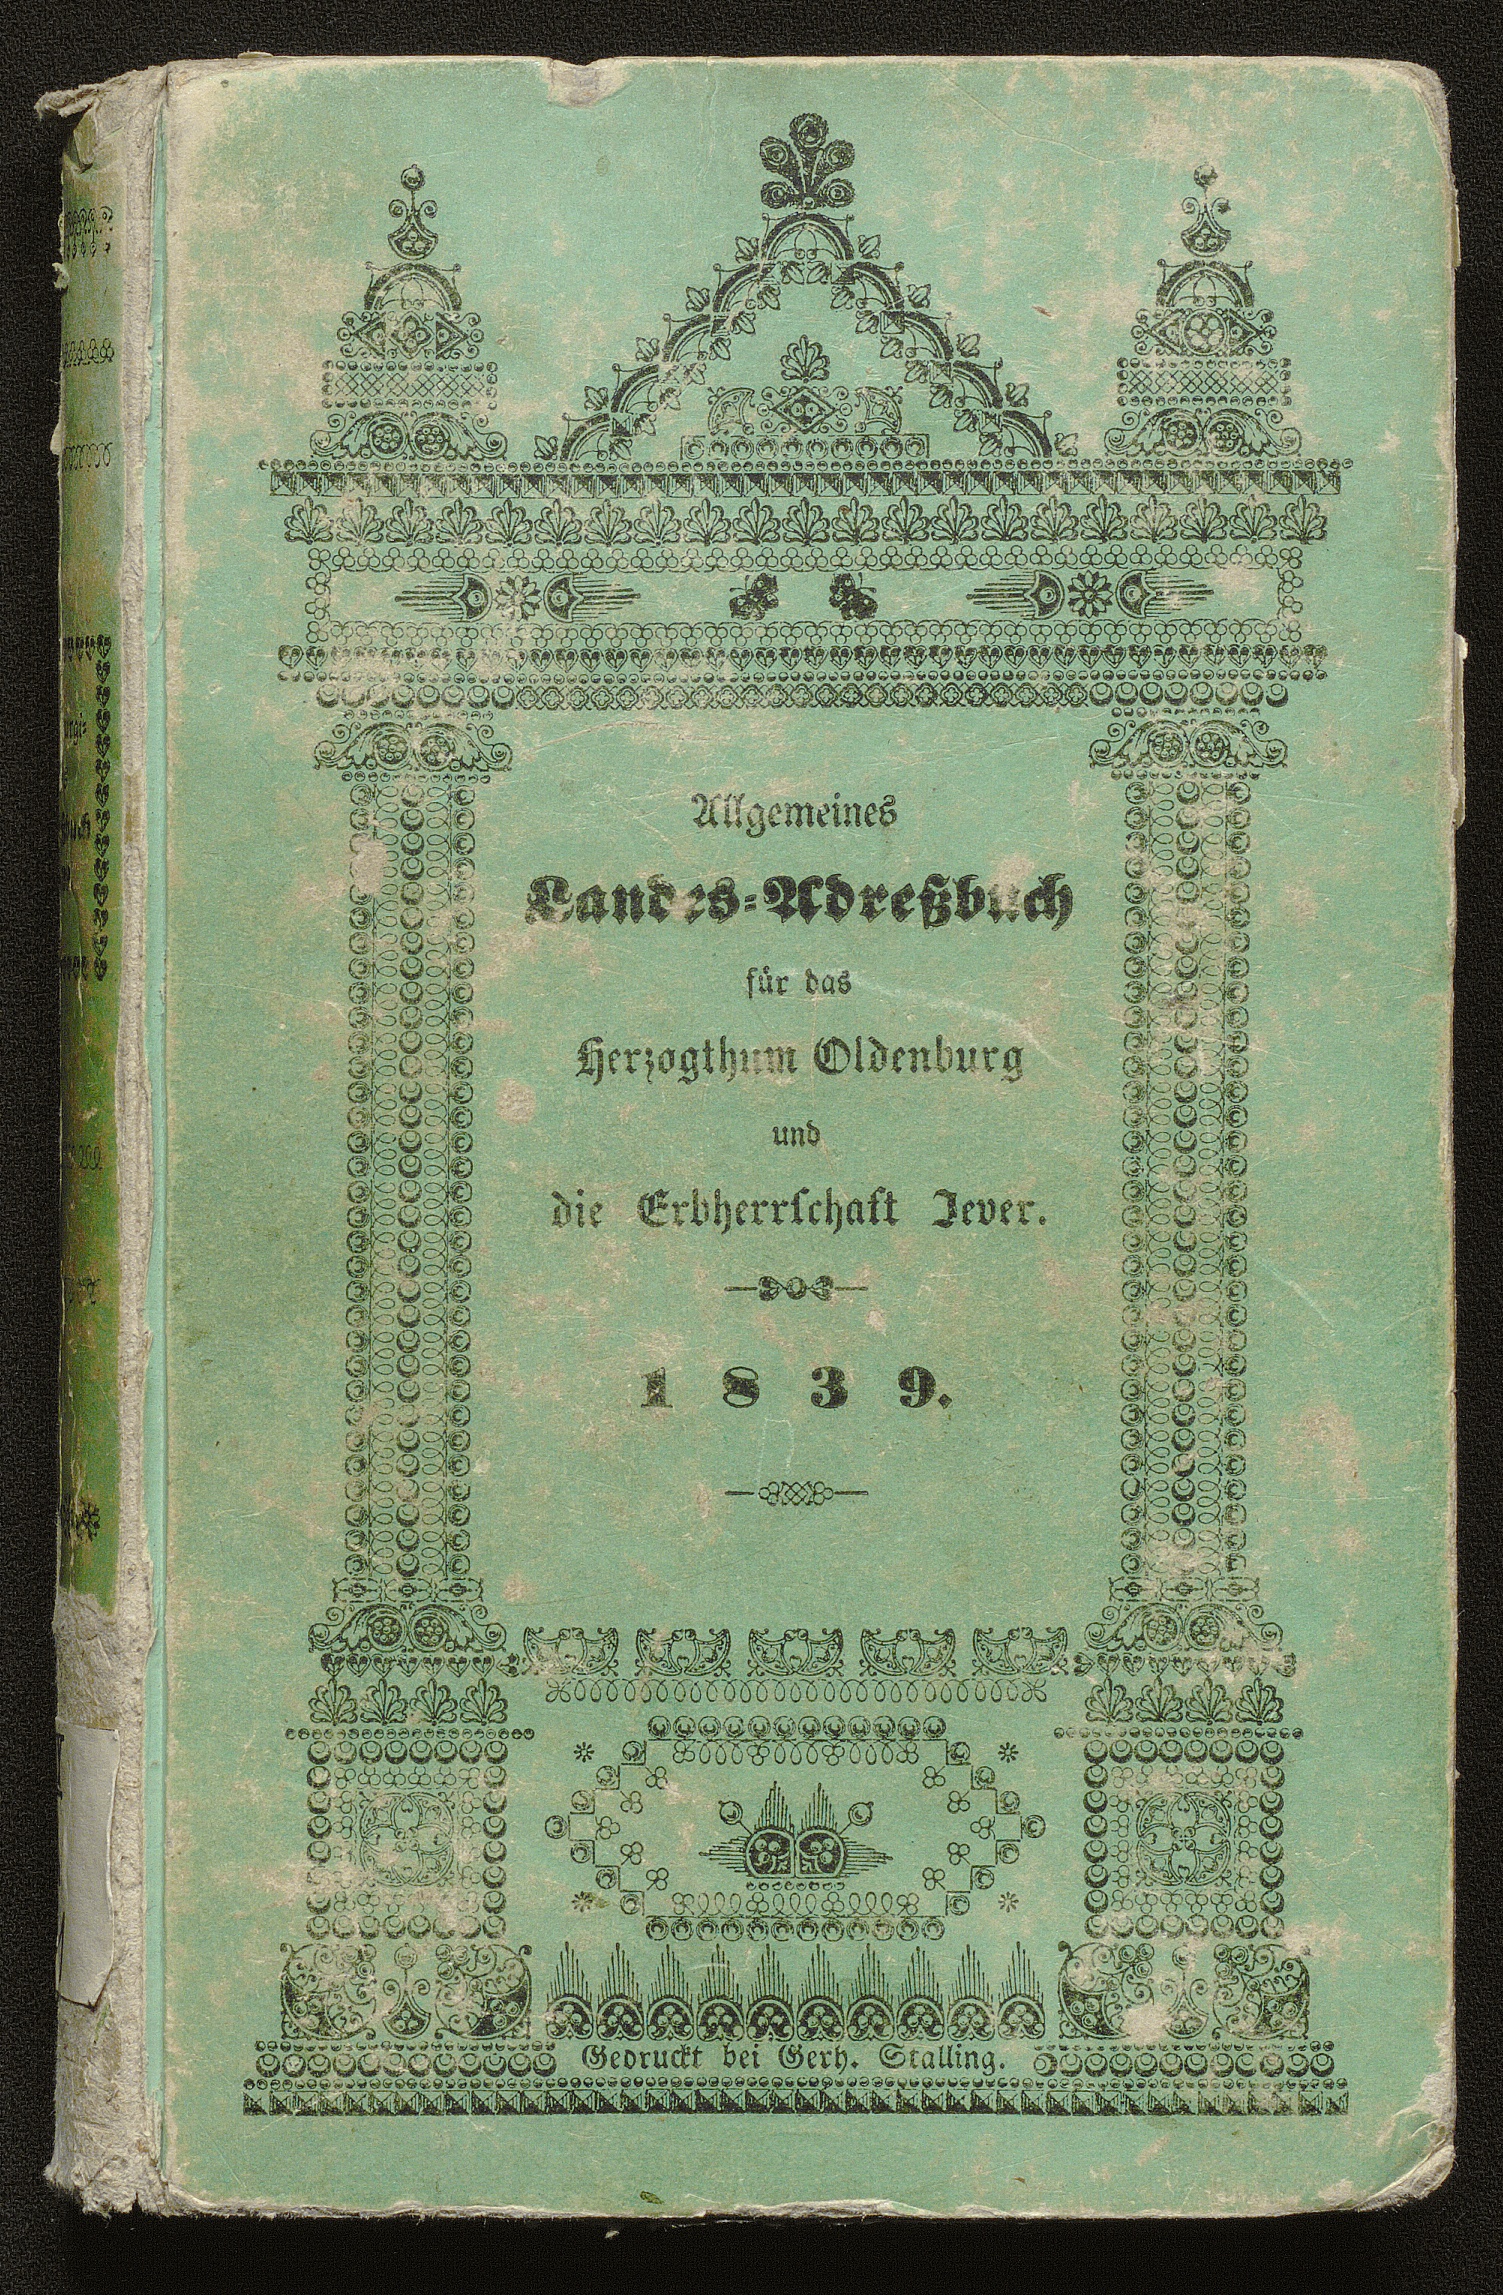 Allgemeines
Landes=Adreßbuch
für das
Herzogthum Oldenburg
und
die Erbherrschaft Jever.
1839.
Gedruckt bei Gerh. Stalling.